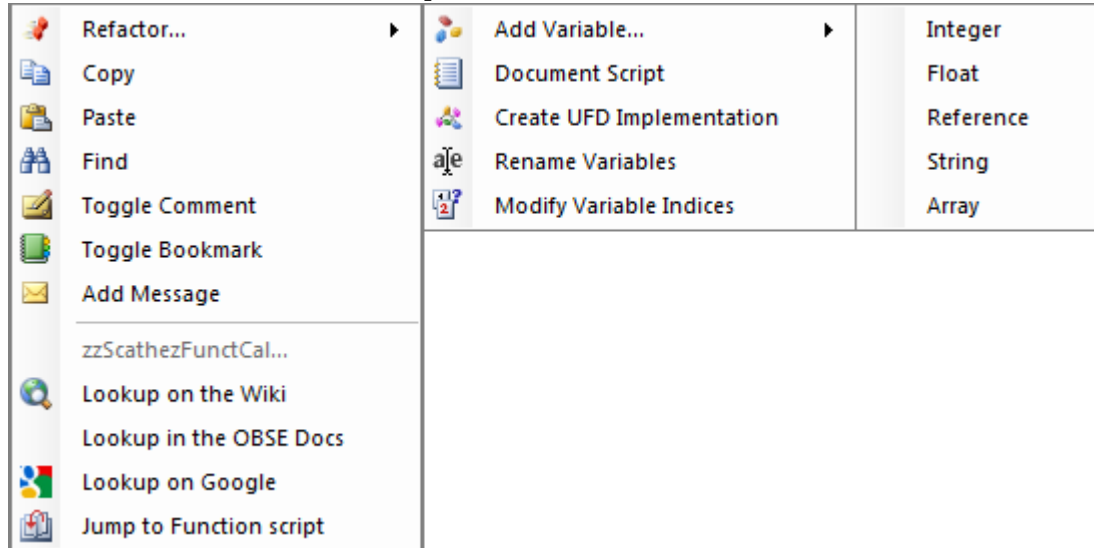 Refactor...
Copy
Paste
Find
Toggle Comment
Toggle Bookmark
Add Message
zzScathezFunctCal...
Lookup on the Wiki
Lookup in the OBSE Docs
Lookup on Google
Jump to Function script
Add Variable...
Document Script
Create UFD Implementation
Rename Variables
Modify Variable Indices
Integer
Float
Reference
String
Array